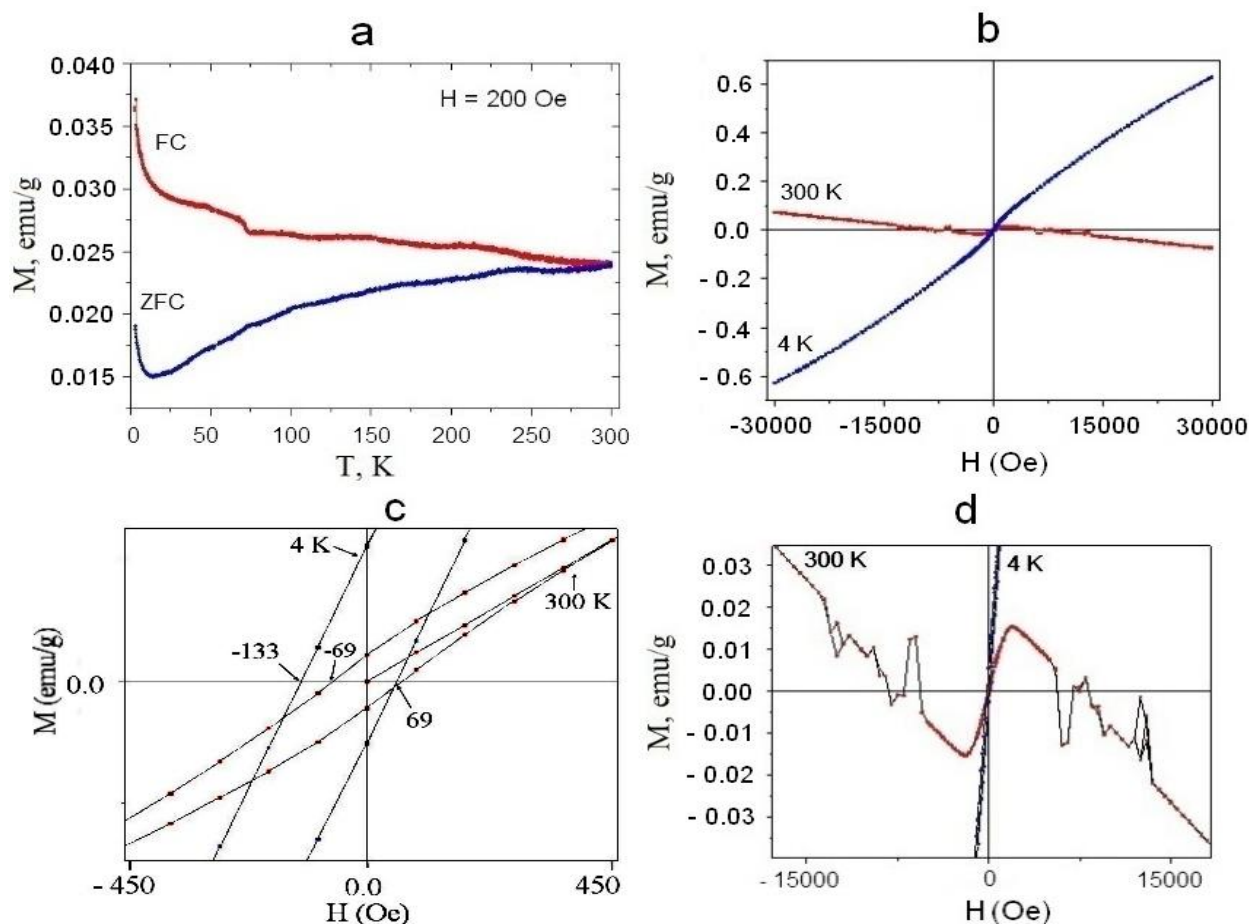 a
0.040
0.035
0.030
0.025
0.020
0.015
M, emu/g
H = 200 Oe
FC
ZFC
0 50 100 150 200 250 300
T, K
b
0.6
0.4
0.2
0.0
- 0.2
- 0.4
- 0.6
M, emu/g
300 K
4 K
-30000 -15000 0 15000 30000
H (Oe)
c
4 K
300 K
-133
-69
69
0.0
M (emu/g)
- 450 0.0 450
H (Oe)
d
300 K
4 K
0.03
0.02
0.01
0.00
- 0.01
- 0.02
- 0.03
M, emu/g
- 15000 0 15000
H (Oe)